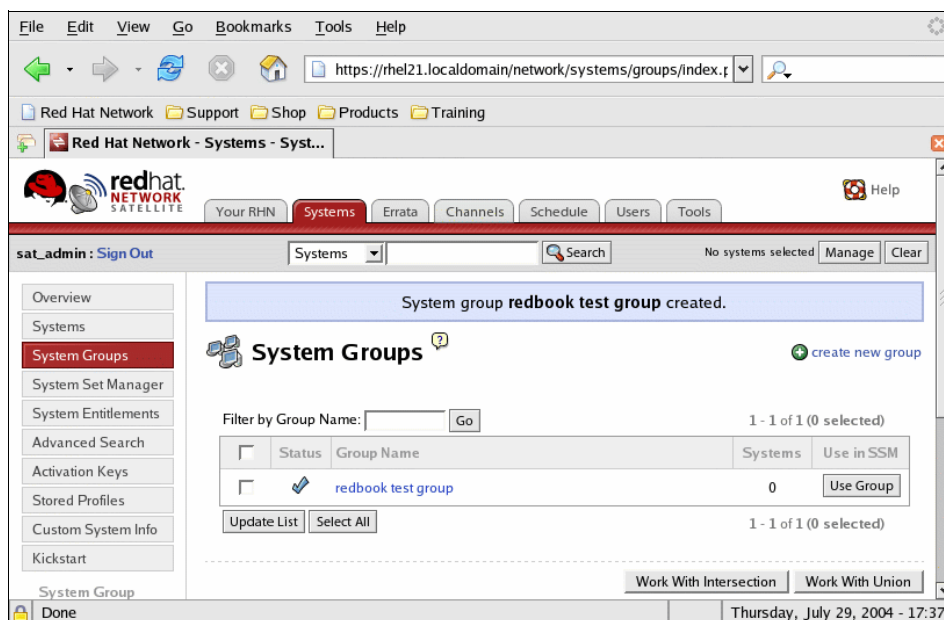 File Edit View Go Bookmarks Tools Help
https://rhel21.localdomain/network/systems/groups/index.p
Red Hat Network Support Shop Products Training
Red Hat Network - Systems - Syst...
redhat.
NETWORK
SATELLITE
Help
Your RHN Systems Errata Channels Schedule Users Tools
sat_admin : Sign Out Systems Search No systems selected Manage Clear
Overview
Systems
System Groups
System Set Manager
System Entitlements
Advanced Search
Activation Keys
Stored Profiles
Custom System Info
Kickstart
System Group
System group redbook test group created.
System Groups ?
create new group
Filter by Group Name: Go 1 - 1 of 1 (0 selected)
Status Group Name Systems Use in SSM
redbook test group 0 Use Group
Update List Select All 1 - 1 of 1 (0 selected)
Work With Intersection Work With Union
Done Thursday, July 29, 2004 - 17:37